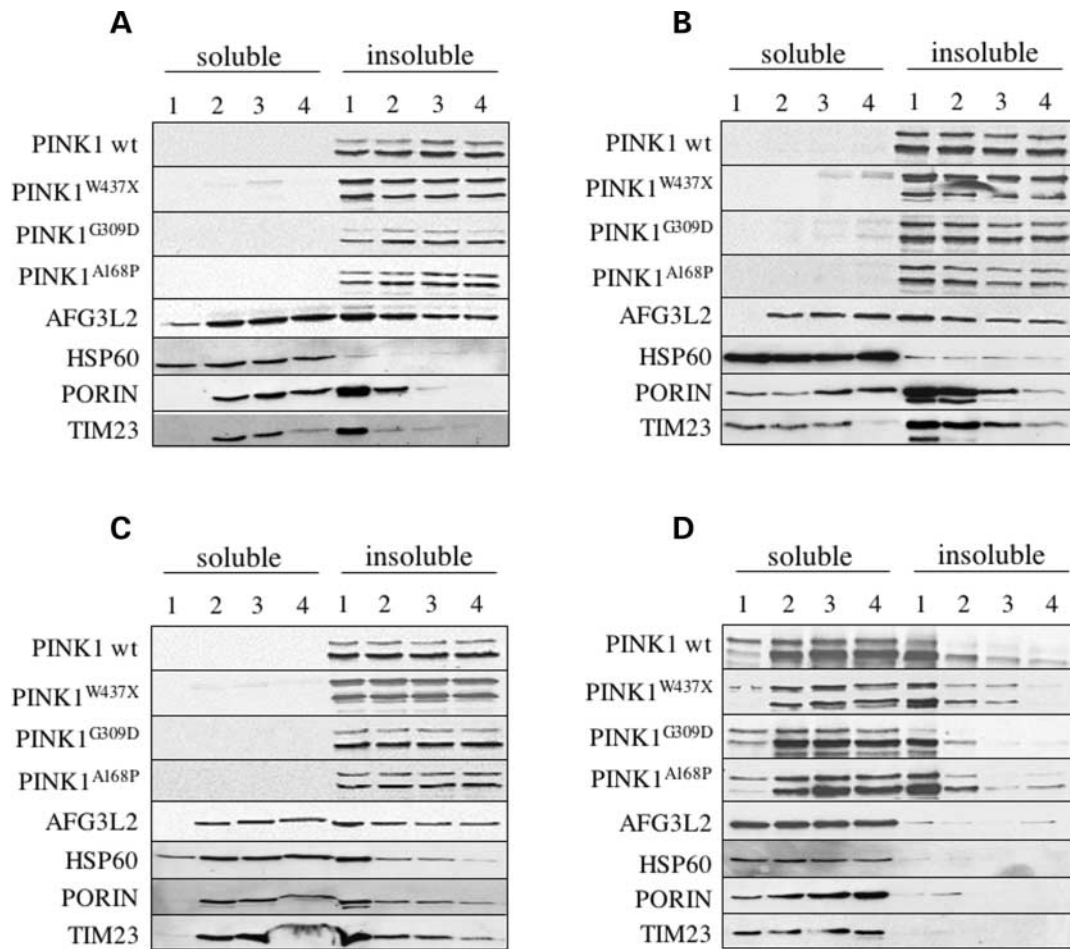 A
soluble insoluble
1 2 3 4 1 2 3 4
PINK1 wt
PINK1W437X
PINK1G309D
PINK1A168P
AFG3L2
HSP60
PORIN
TIM23
B
soluble insoluble
1 2 3 4 1 2 3 4
PINK1 wt
PINK1W437X
PINK1G309D
PINK1A168P
AFG3L2
HSP60
PORIN
TIM23
C
soluble insoluble
1 2 3 4 1 2 3 4
PINK1 wt
PINK1W437X
PINK1G309D
PINK1A168P
AFG3L2
HSP60
PORIN
TIM23
D
soluble insoluble
1 2 3 4 1 2 3 4
PINK1 wt
PINK1W437X
PINK1G309D
PINK1A168P
AFG3L2
HSP60
PORIN
TIM23